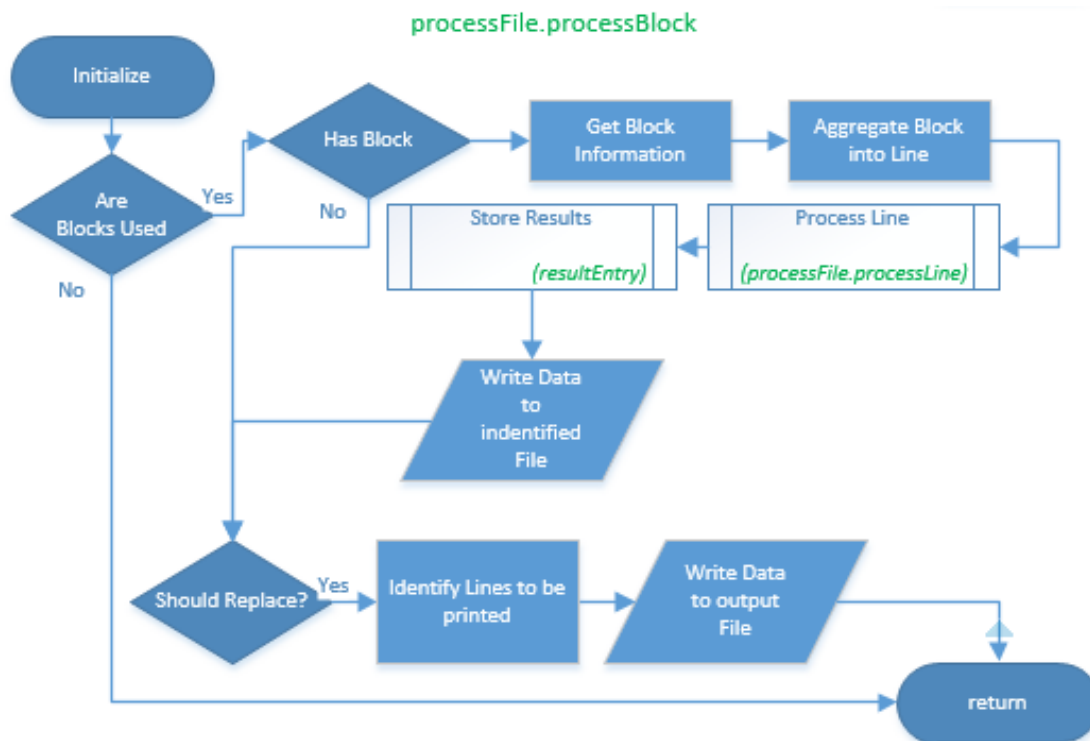 processFile.processBlock
Initialize
Has Block
Get Block
Information
Aggregate Block
into Line
Are
Blocks Used
Yes
No
No
Store Results
(resultEntry)
Process Line
(processFile.processLine)
Write Data
to
indentified
File
Should Replace?
Yes
Identify Lines to be
printed
Write Data
to output
File
return